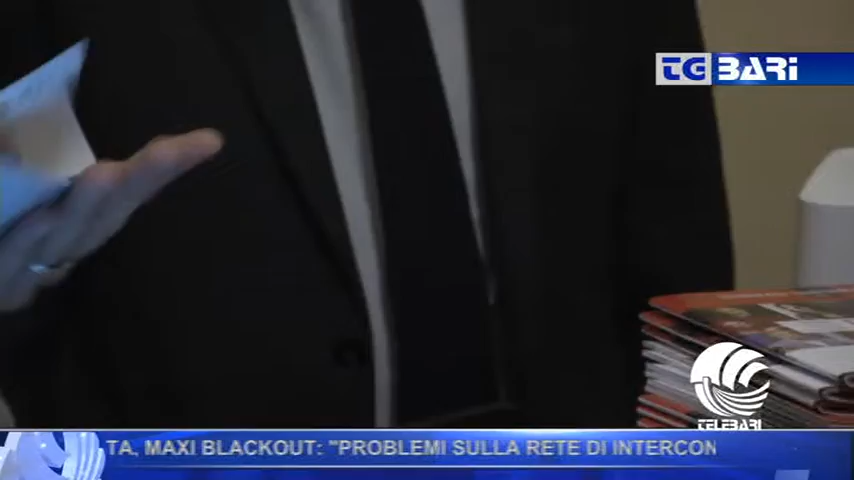 TG BARI
TELEBARI
TA, MAXI BLACKOUT: "PROBLEMI SULLA RETE DI INTERCON